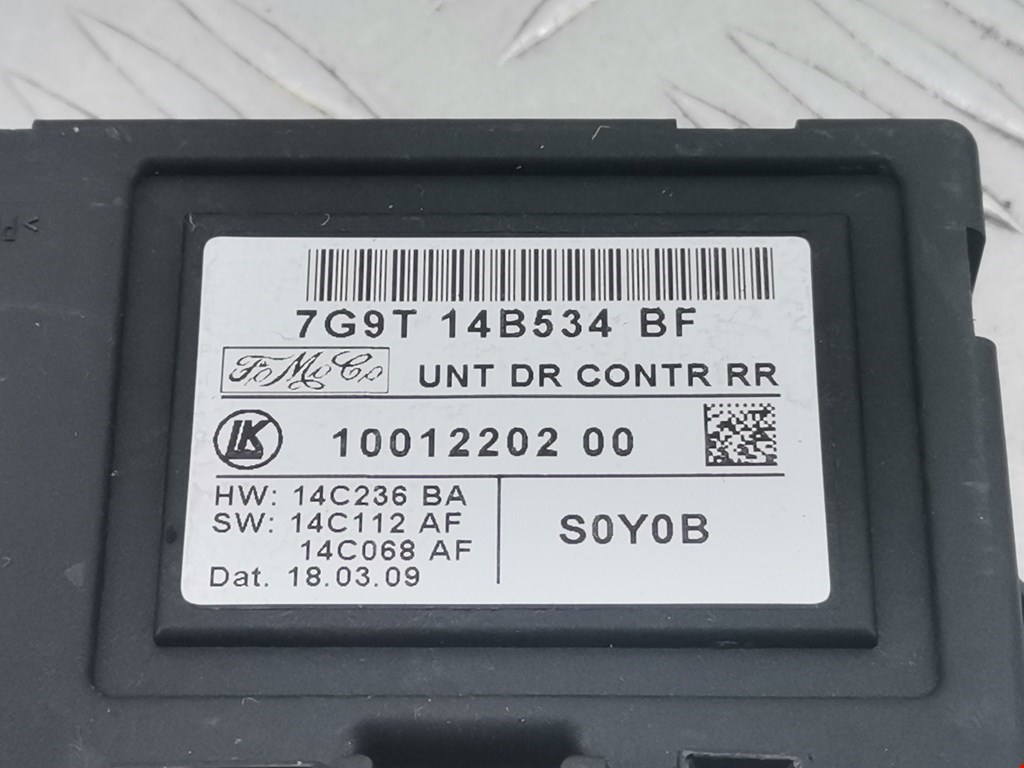 7G9T 14B534 BF
FoMoCo UNT DR CONTR RR
LK 10012202 00
HW: 14C236 BA
SW: 14C112 AF
14C068 AF
Dat. 18.03.09
S0Y0B